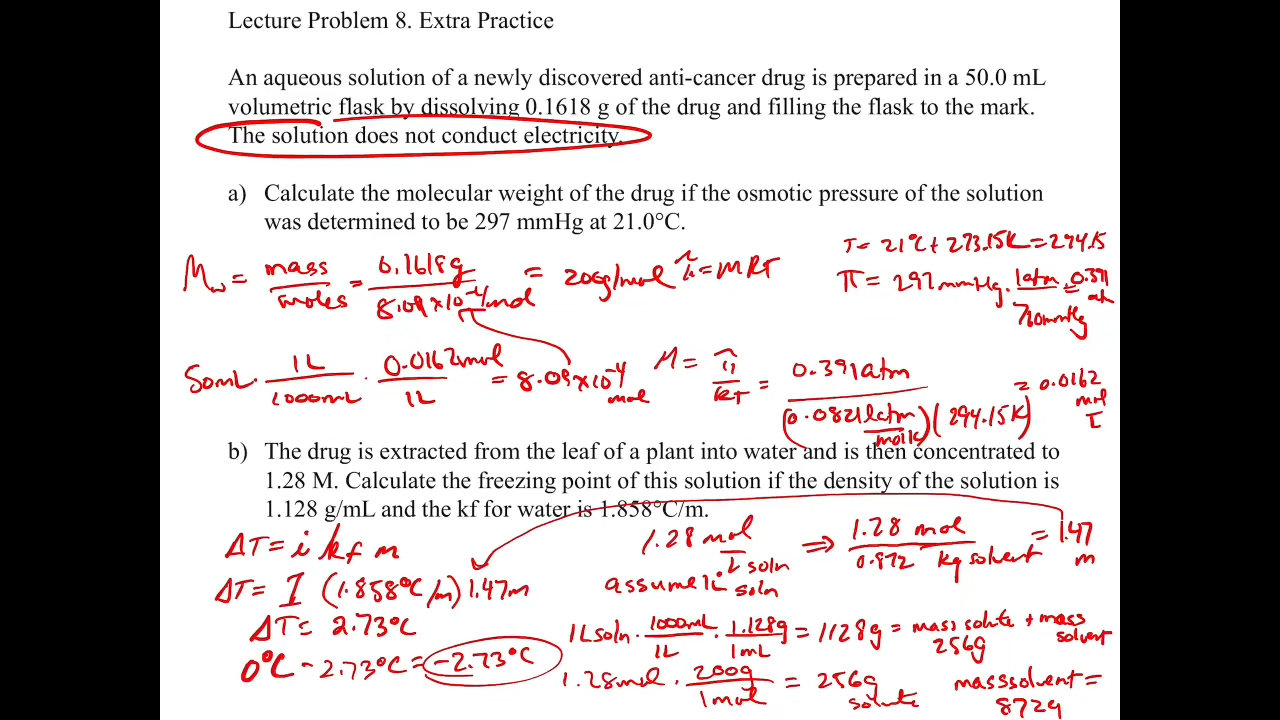 Lecture Problem 8. Extra Practice
An aqueous solution of a newly discovered anti-cancer drug is prepared in a 50.0 mL
volumetric flask by dissolving 0.1618 g of the drug and filling the flask to the mark.
The solution does not conduct electricity.
a) Calculate the molecular weight of the drug if the osmotic pressure of the solution
was determined to be 297 mmHg at 21.0°C.
T= 21°C + 273.15K = 294.15
Mw = mass/moles = 0.1618g/8.09×10⁻⁴mol = 200g/mol π=MRT
π = 297mmHg · 1atm/760mmHg = 0.391 atm
50mL · 1L/1000mL · 0.0162mol/1L = 8.09×10⁻⁴ mol
M = π/RT = 0.391atm/(0.0821Latm/molK)(294.15K) = 0.0162 mol/L
b) The drug is extracted from the leaf of a plant into water and is then concentrated to
1.28 M. Calculate the freezing point of this solution if the density of the solution is
1.128 g/mL and the kf for water is 1.858°C/m.
ΔT= i kf m
1.28 mol/L soln ⇒ 1.28 mol/0.872 kg solvent = 1.47 m
assume 1L soln
ΔT= 1 (1.858°C/m) 1.47m
ΔT= 2.73°C
0°C - 2.73°C = -2.73°C
1L soln · 1000mL/1L · 1.128g/1mL = 1128g = mass solute + mass solvent
256g
1.28mol · 200g/1mol = 256g solute
mass solvent = 872g